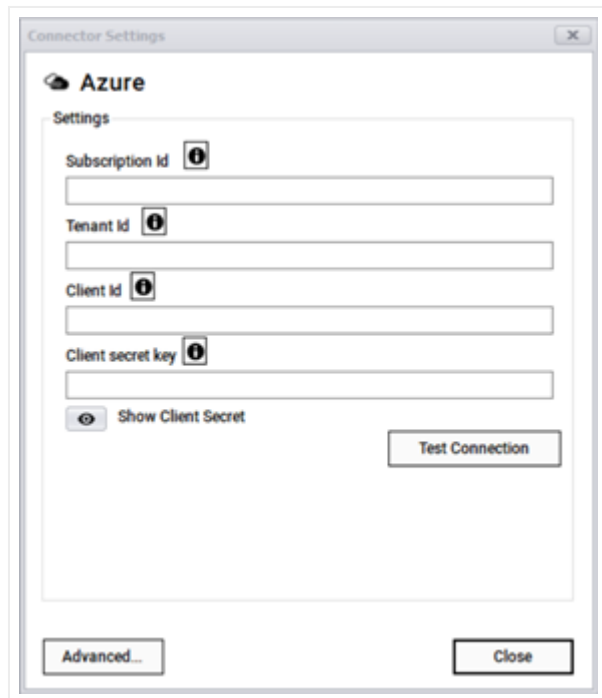 Connector Settings
Azure
Settings
Subscription Id
Tenant Id
Client Id
Client secret key
Show Client Secret
Test Connection
Advanced...
Close